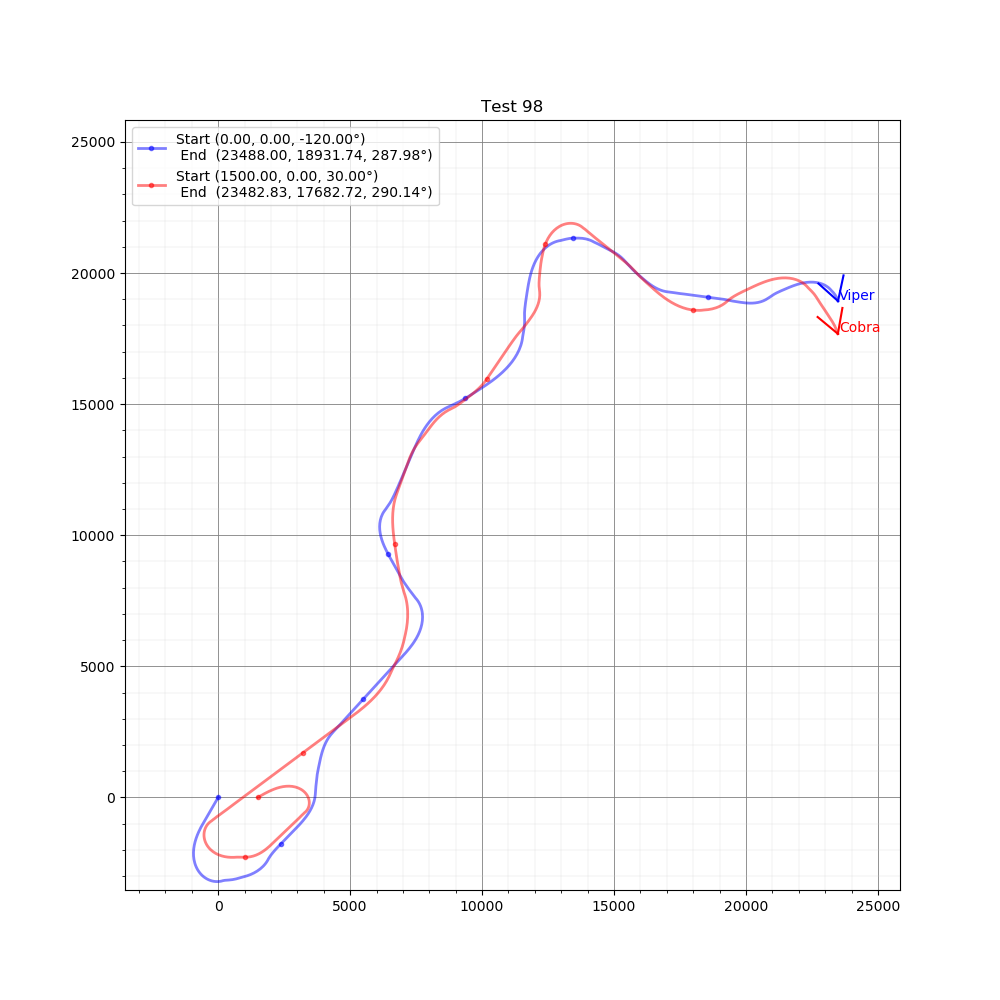 Test 98
Start (0.00, 0.00, -120.00°)
End  (23488.00, 18931.74, 287.98°)
Start (1500.00, 0.00, 30.00°)
End  (23482.83, 17682.72, 290.14°)
25000
20000
15000
10000
5000
0
Viper
Cobra
0
5000
10000
15000
20000
25000